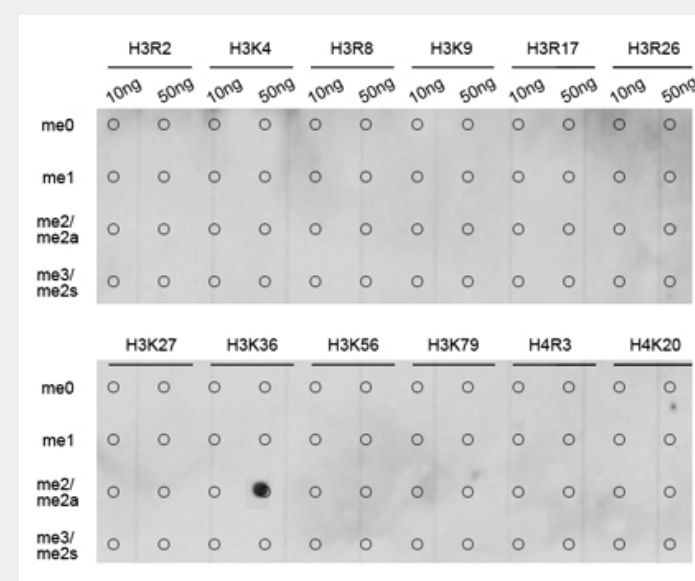 H3R2 H3K4 H3R8 H3K9 H3R17 H3R26
10ng 50ng 10ng 50ng 10ng 50ng 10ng 50ng 10ng 50ng 10ng 50ng
me0
me1
me2/
me2a
me3/
me2s
H3K27 H3K36 H3K56 H3K79 H4R3 H4K20
me0
me1
me2/
me2a
me3/
me2s